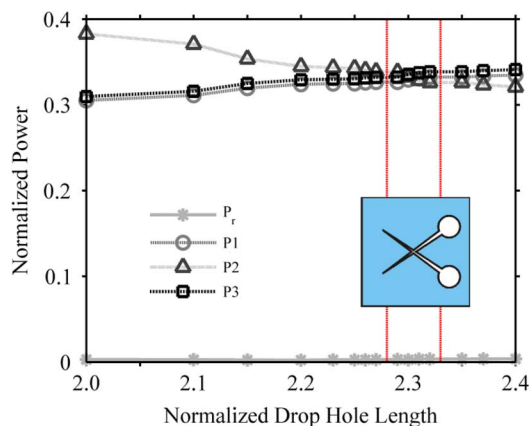 0.4
0.3
0.2
0.1
0
Normalized Power
Pr
P1
P2
P3
2.0 2.1 2.2 2.3 2.4
Normalized Drop Hole Length